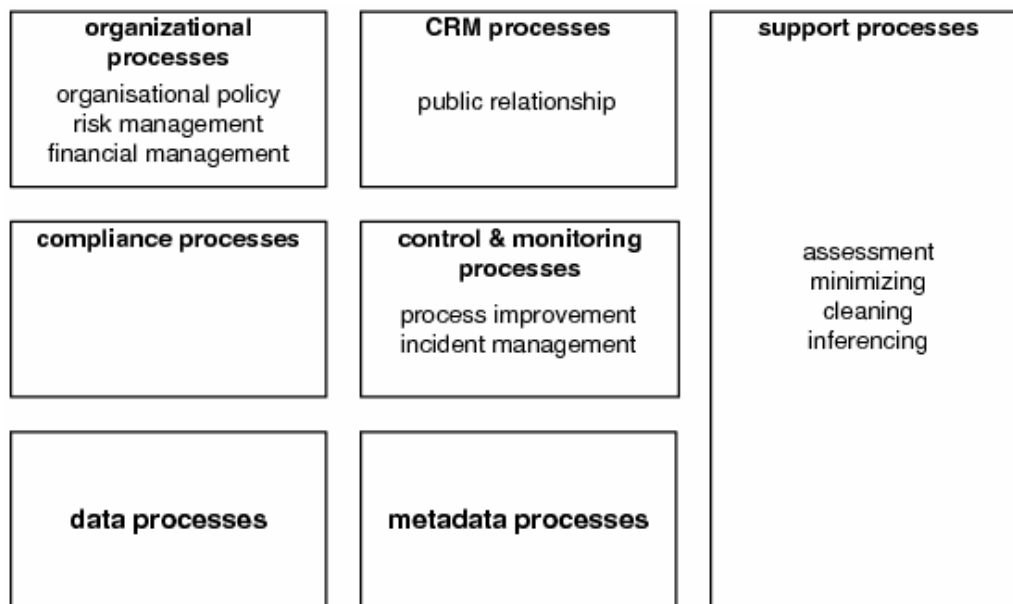 organizational
processes
organisational policy
risk management
financial management
CRM processes
public relationship
support processes
assessment
minimizing
cleaning
inferencing
compliance processes
control & monitoring
processes
process improvement
incident management
data processes
metadata processes